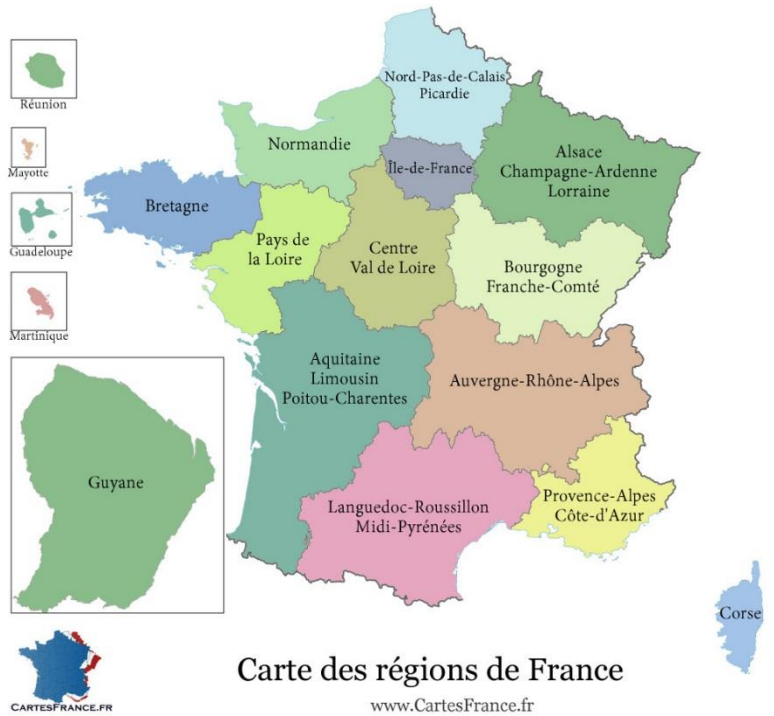 Nord-Pas-de-Calais
Picardie
Réunion
Normandie
Alsace
Champagne-Ardenne
Lorraine
Île-de-France
Mayotte
Bretagne
Pays de
la Loire
Centre
Val de Loire
Guadeloupe
Bourgogne
Franche-Comté
Martinique
Aquitaine
Limousin
Poitou-Charentes
Auvergne-Rhône-Alpes
Guyane
Languedoc-Roussillon
Midi-Pyrénées
Provence-Alpes
Côte-d'Azur
Corse
CARTESFRANCE.FR
Carte des régions de France
www.CartesFrance.fr